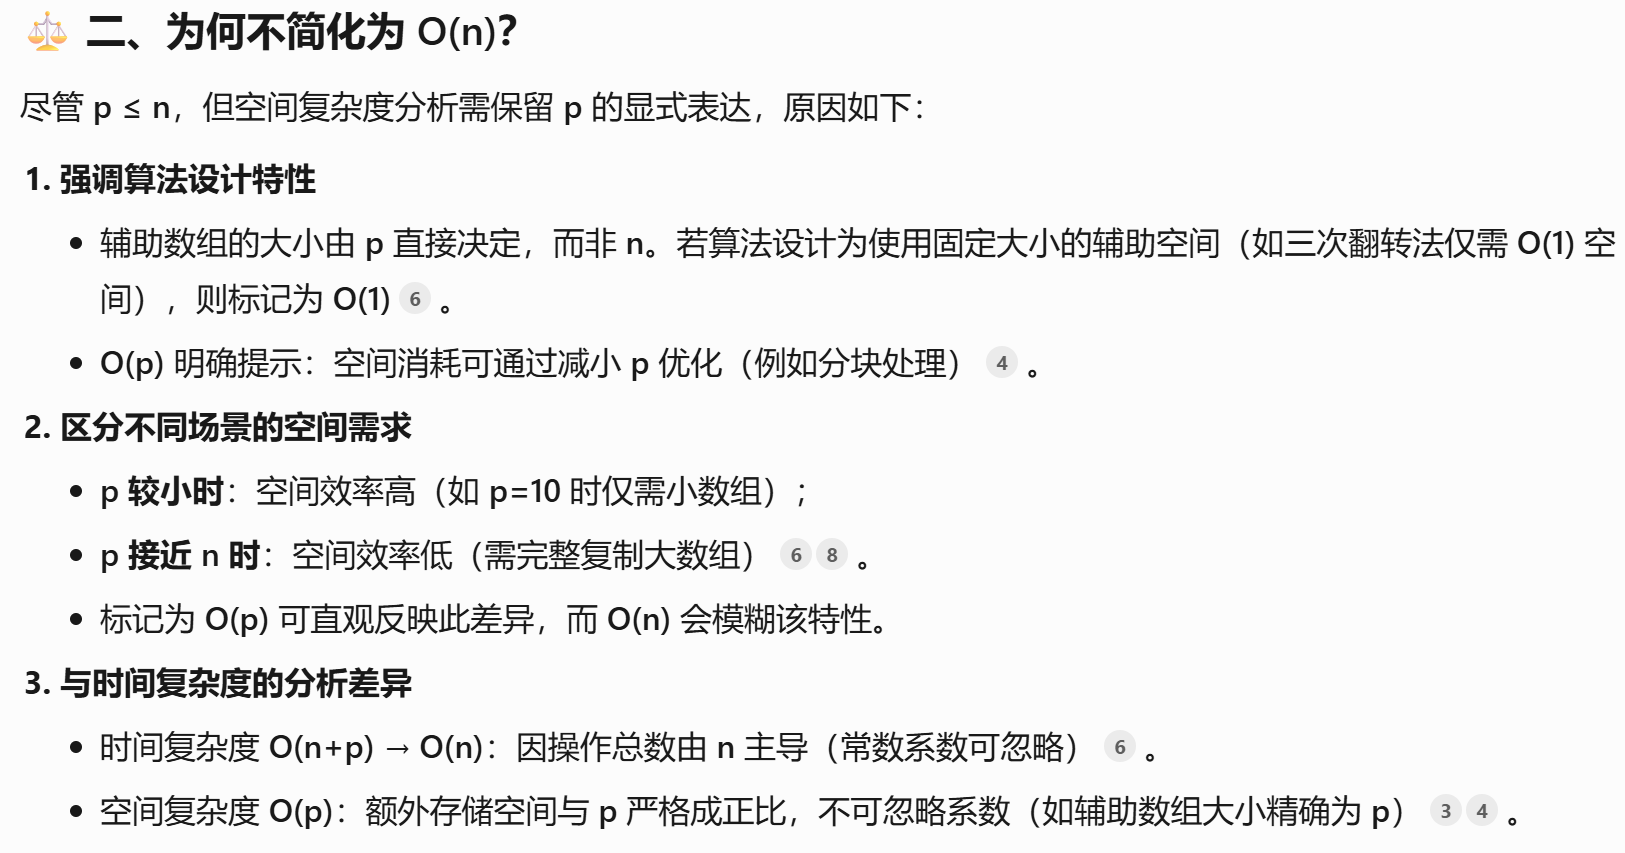 ⚖️ 二、为何不简化为 O(n)？
尽管 p ≤ n，但空间复杂度分析需保留 p 的显式表达，原因如下：
1. 强调算法设计特性
• 辅助数组的大小由 p 直接决定，而非 n。若算法设计为使用固定大小的辅助空间（如三次翻转法仅需 O(1) 空
间），则标记为 O(1) 6 。
• O(p) 明确提示：空间消耗可通过减小 p 优化（例如分块处理） 4 。
2. 区分不同场景的空间需求
• p 较小时：空间效率高（如 p=10 时仅需小数组）；
• p 接近 n 时：空间效率低（需完整复制大数组） 6 8 。
• 标记为 O(p) 可直观反映此差异，而 O(n) 会模糊该特性。
3. 与时间复杂度的分析差异
• 时间复杂度 O(n+p) → O(n)：因操作总数由 n 主导（常数系数可忽略） 6 。
• 空间复杂度 O(p)：额外存储空间与 p 严格成正比，不可忽略系数（如辅助数组大小精确为 p） 3 4 。